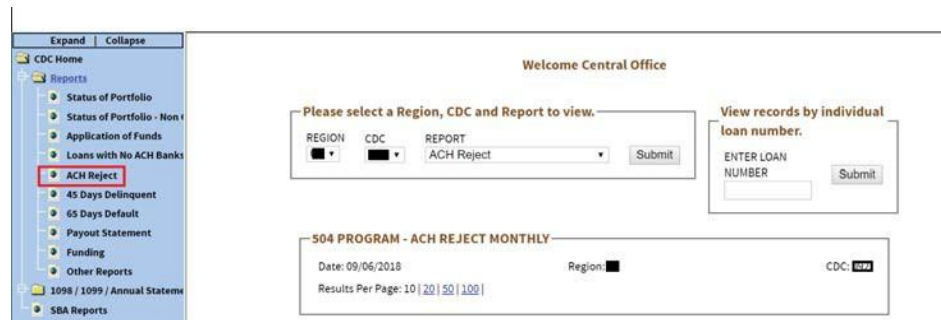 Expand | Collapse
CDC Home
Reports
Status of Portfolio
Status of Portfolio - Non
Application of Funds
Loans with No ACH Banks
ACH Reject
45 Days Delinquent
65 Days Default
Payout Statement
Funding
Other Reports
1098 / 1099 / Annual Stateme
SBA Reports
Welcome Central Office
Please select a Region, CDC and Report to view.
REGION CDC REPORT
ACH Reject Submit
View records by individual
loan number.
ENTER LOAN
NUMBER Submit
504 PROGRAM - ACH REJECT MONTHLY
Date: 09/06/2018 Region: CDC:
Results Per Page: 10 | 20 | 50 | 100 |